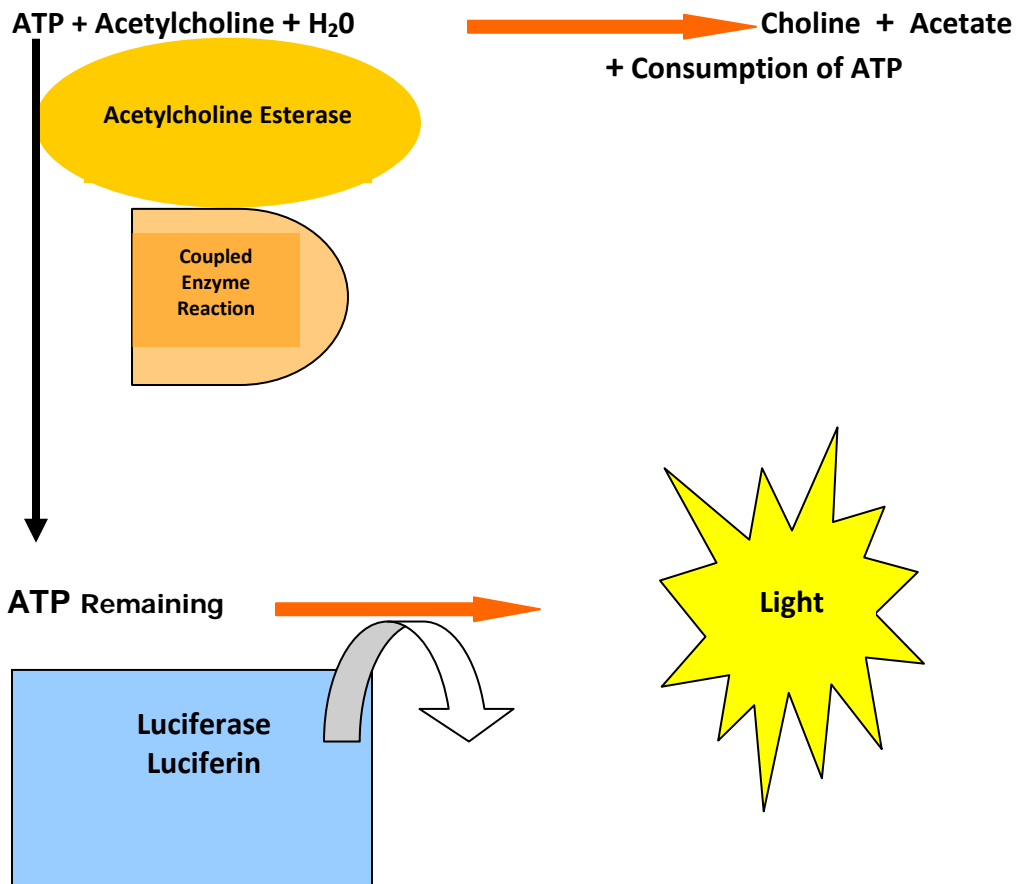 ATP + Acetylcholine + H₂0
Choline + Acetate
+ Consumption of ATP
Acetylcholine Esterase
Coupled
Enzyme
Reaction
ATP Remaining
Light
Luciferase
Luciferin